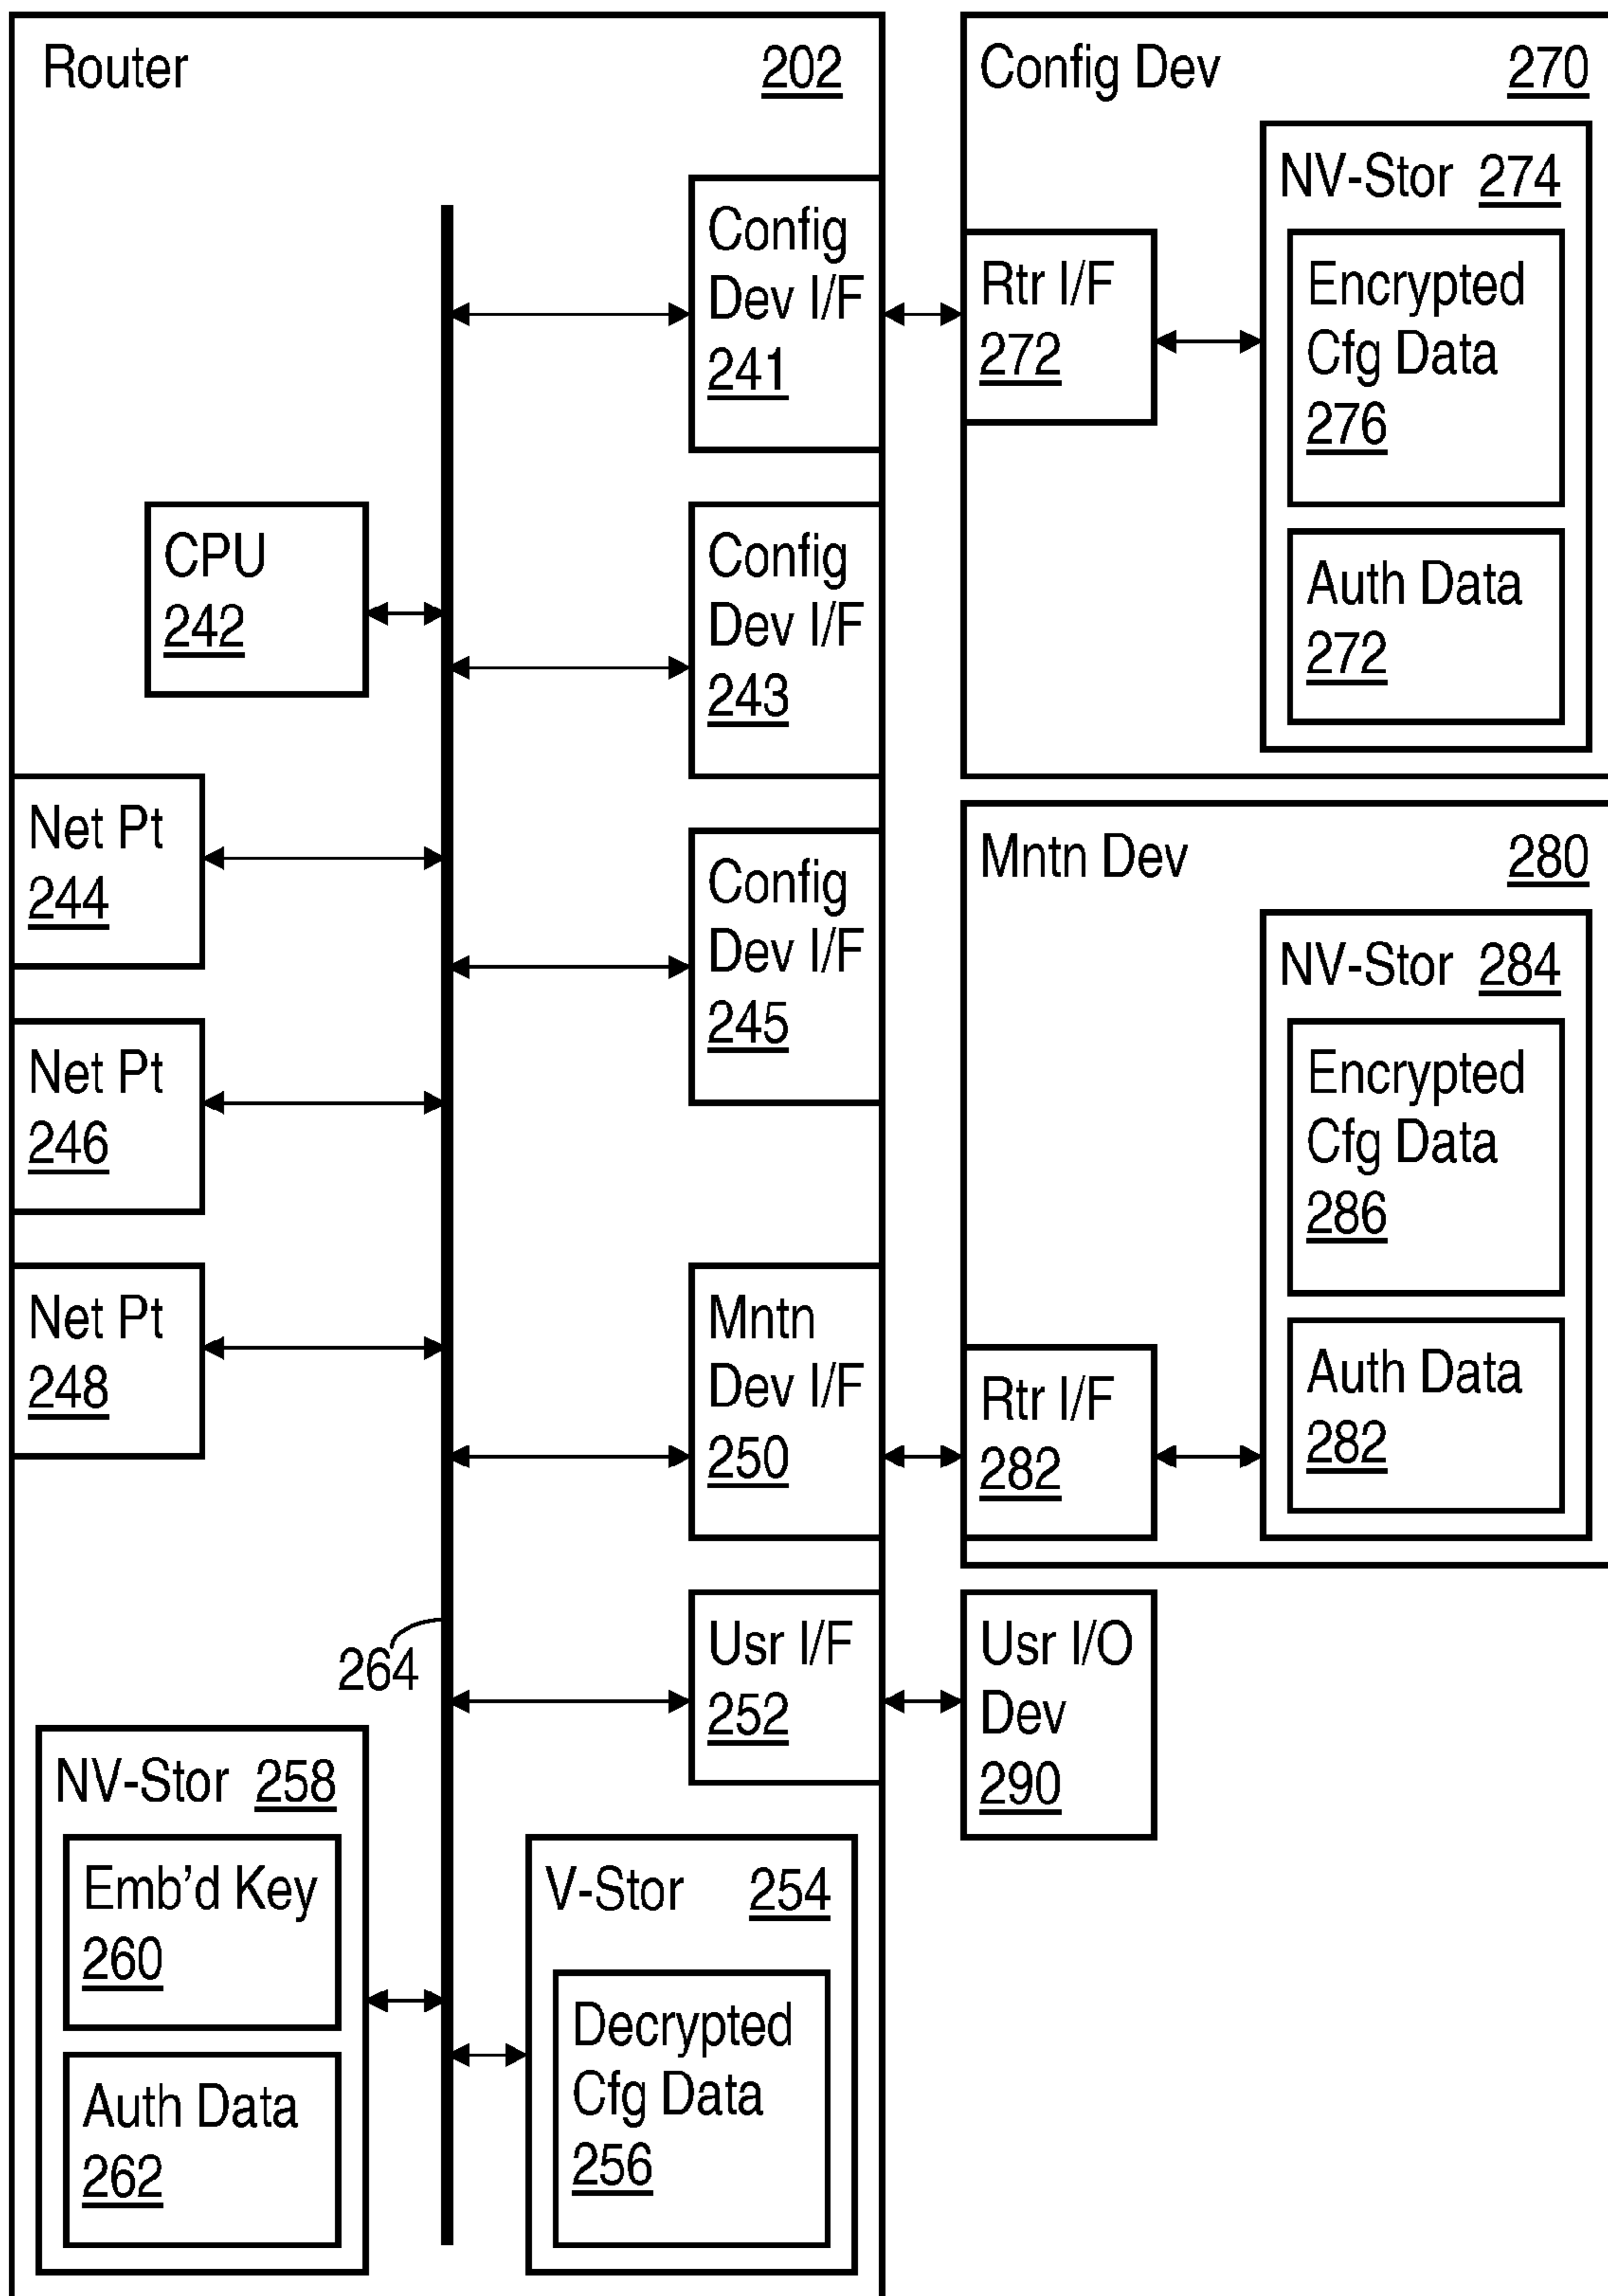 Router 202
Config
Dev I/F
241
CPU
242
Config
Dev I/F
243
Net Pt
244
Config
Dev I/F
245
Net Pt
246
Net Pt
248
Mntn
Dev I/F
250
264
Usr I/F
252
NV-Stor 258
Emb'd Key
260
Auth Data
262
V-Stor 254
Decrypted
Cfg Data
256
Config Dev 270
Rtr I/F
272
NV-Stor 274
Encrypted
Cfg Data
276
Auth Data
272
Mntn Dev 280
NV-Stor 284
Encrypted
Cfg Data
286
Auth Data
282
Rtr I/F
282
Usr I/O
Dev
290